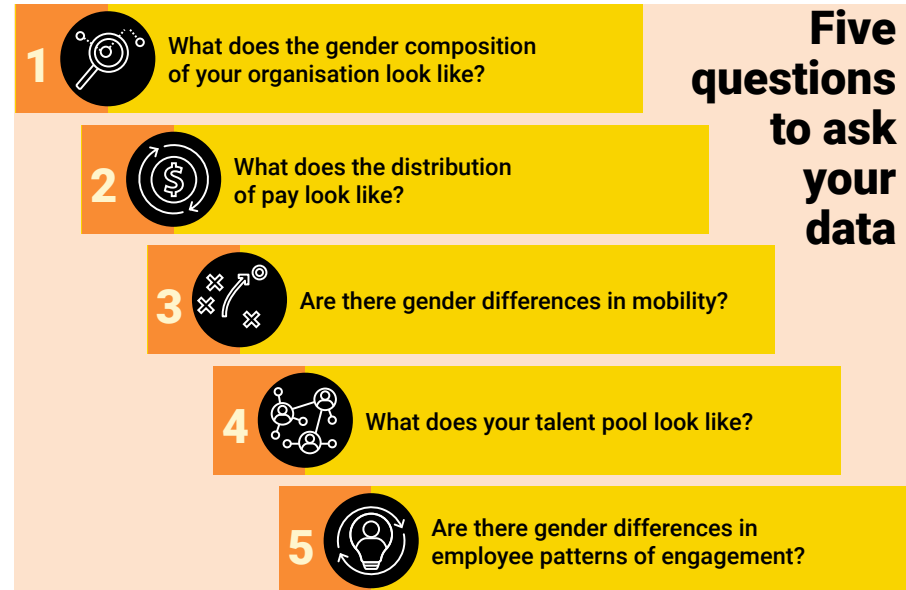 Five
questions
to ask
your
data
1
What does the gender composition
of your organisation look like?
2
$
What does the distribution
of pay look like?
3
Are there gender differences in mobility?
4
What does your talent pool look like?
5
Are there gender differences in
employee patterns of engagement?